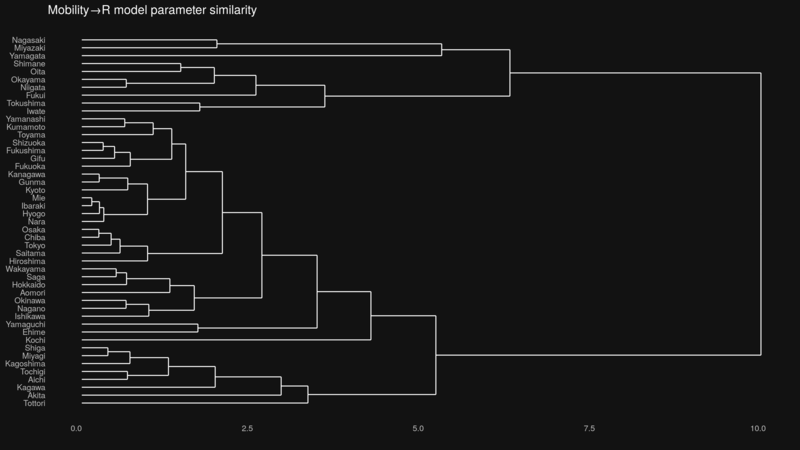 Mobility→R model parameter similarity
Nagasaki
Miyazaki
Yamagata
Shimane
Oita
Okayama
Niigata
Fukui
Tokushima
Iwate
Yamanashi
Kumamoto
Toyama
Shizuoka
Fukushima
Gifu
Fukuoka
Kanagawa
Gunma
Kyoto
Mie
Ibaraki
Hyogo
Nara
Osaka
Chiba
Tokyo
Saitama
Hiroshima
Wakayama
Saga
Hokkaido
Aomori
Okinawa
Nagano
Ishikawa
Yamaguchi
Ehime
Kochi
Shiga
Miyagi
Kagoshima
Tochigi
Aichi
Kagawa
Akita
Tottori
0.0 2.5 5.0 7.5 10.0